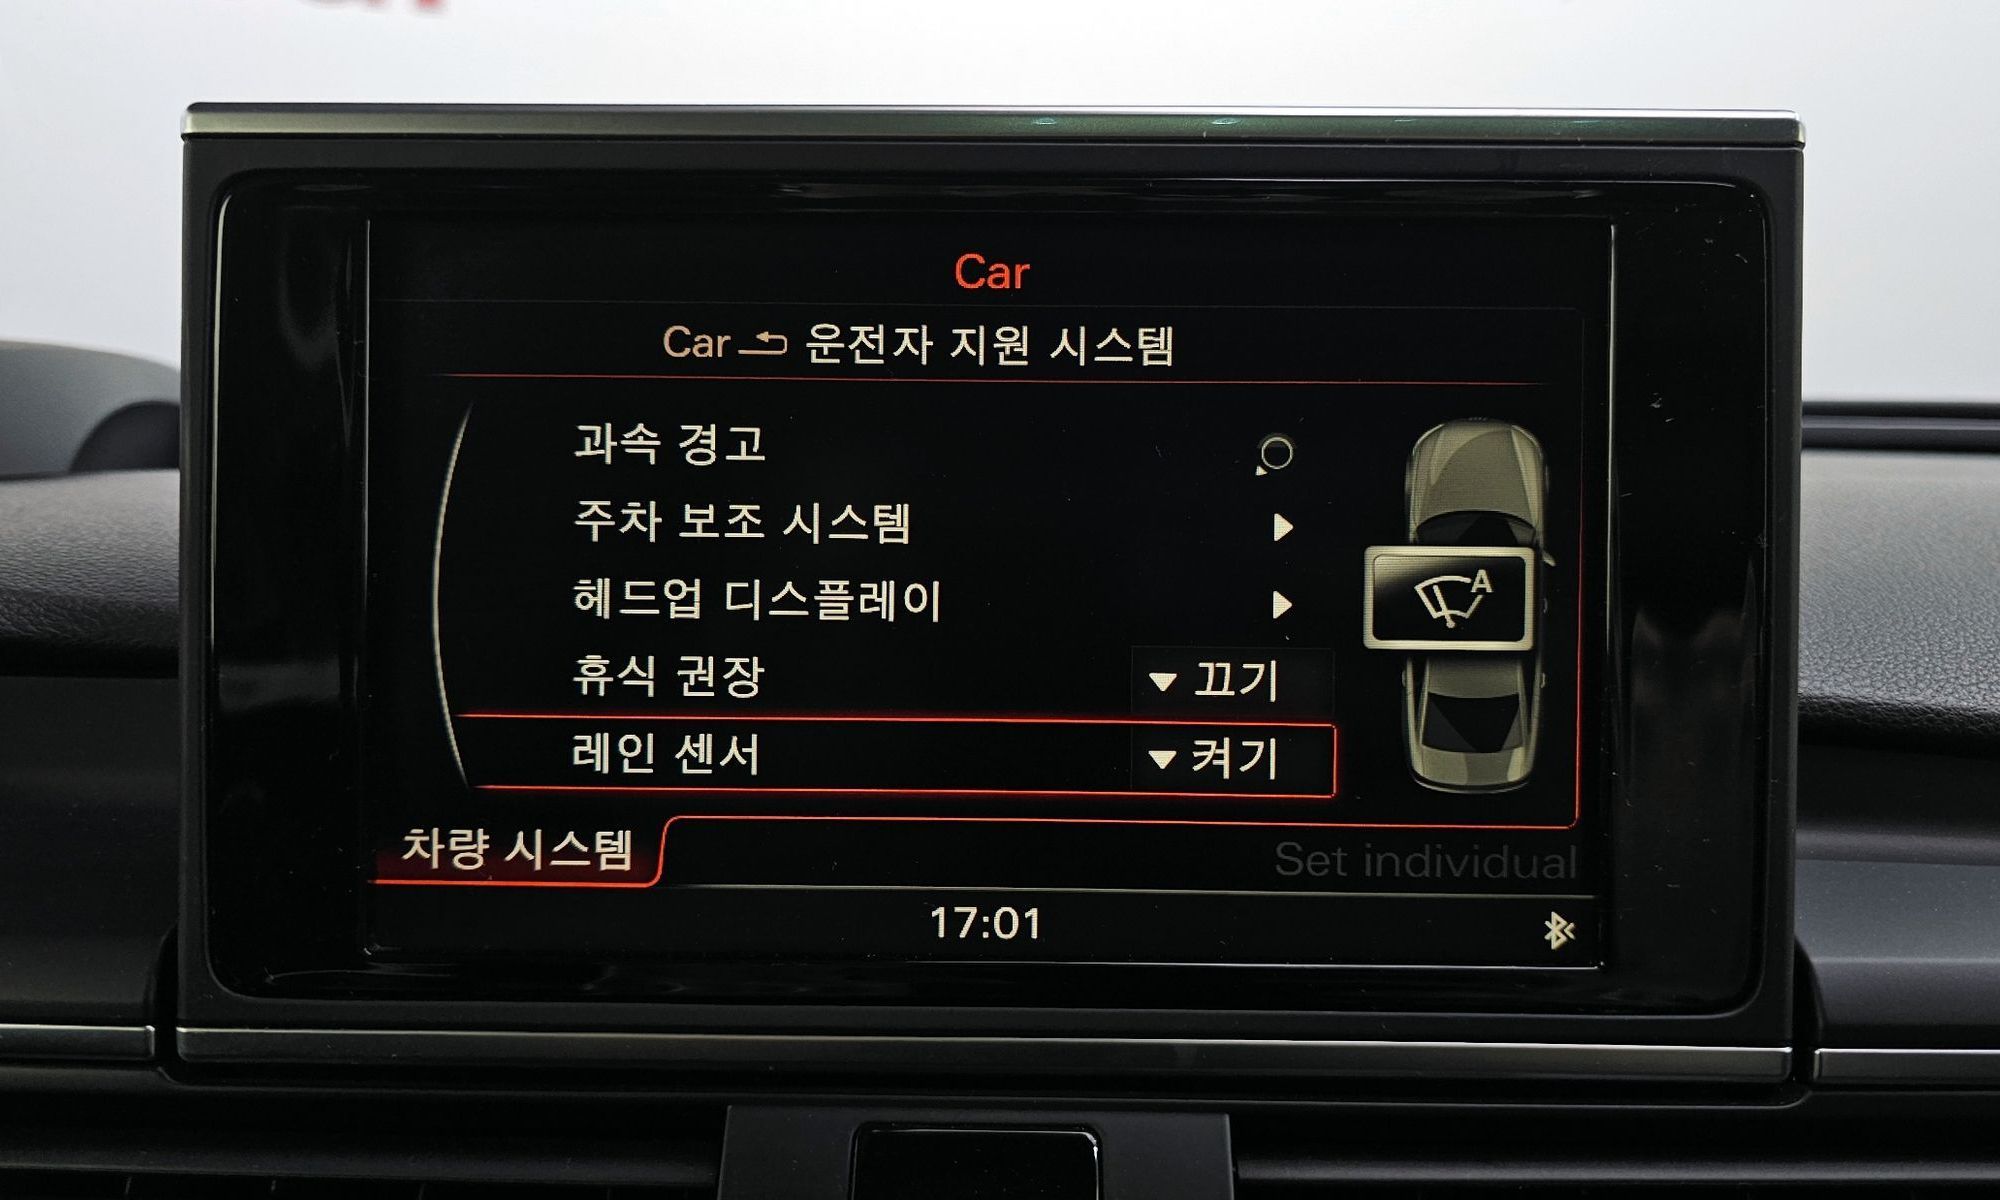 Car
Car 운전자 지원 시스템
과속 경고
주차 보조 시스템
헤드업 디스플레이
휴식 권장 끄기
레인 센서 켜기
A
차량 시스템
Set individual
17:01